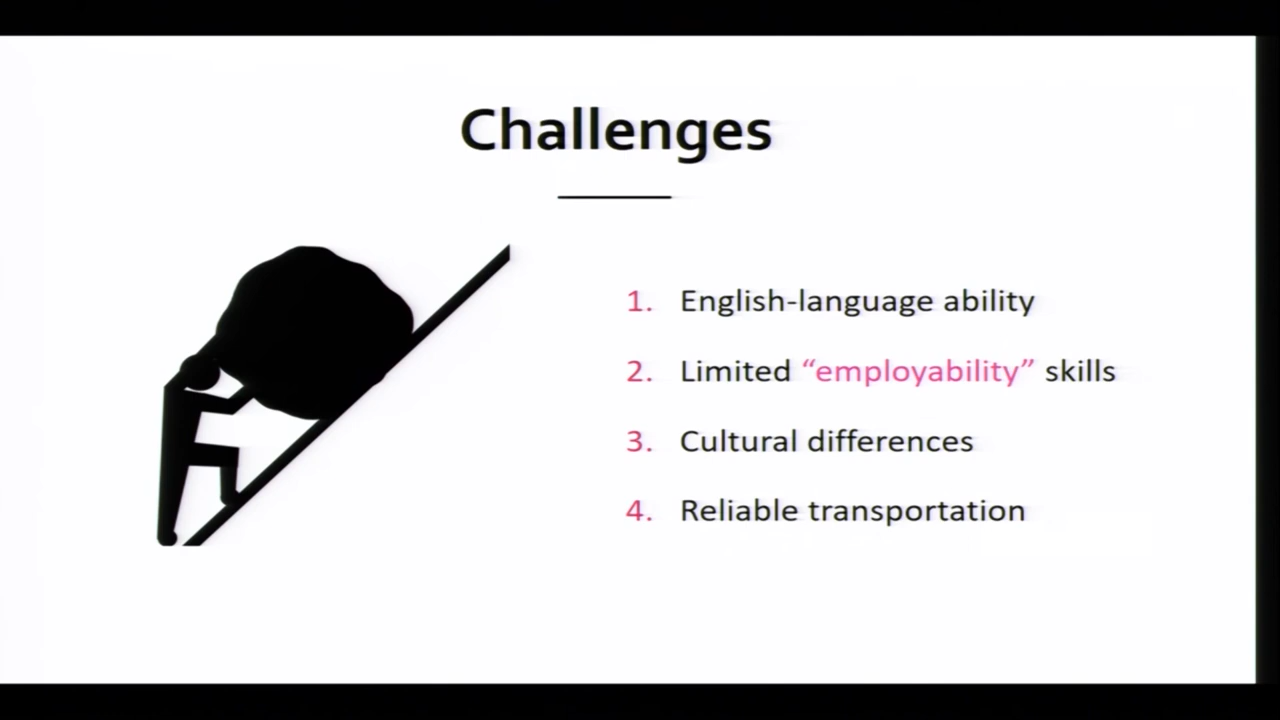 Challenges
1. English-language ability
2. Limited “employability” skills
3. Cultural differences
4. Reliable transportation